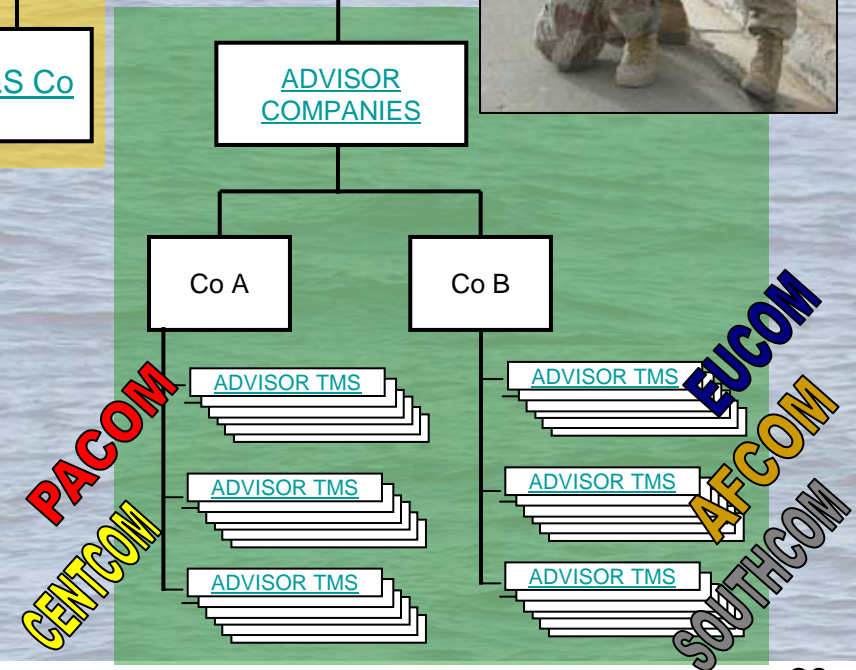 S Co
ADVISOR
COMPANIES
Co A
Co B
ADVISOR TMS
ADVISOR TMS
EUCOM
PACOM
AFCOM
ADVISOR TMS
ADVISOR TMS
CENTCOM
SOUTHCOM
ADVISOR TMS
ADVISOR TMS